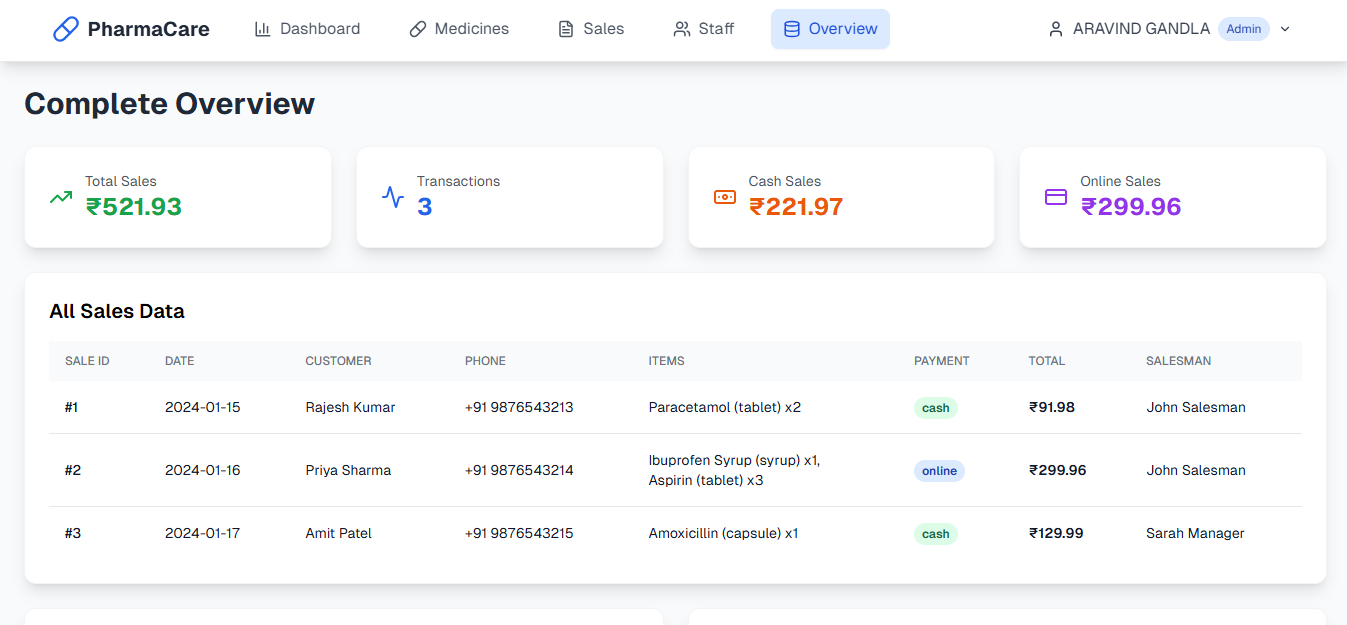 PharmaCare Dashboard Medicines Sales Staff Overview ARAVIND GANDLA Admin
Complete Overview
Total Sales
₹521.93
Transactions
3
Cash Sales
₹221.97
Online Sales
₹299.96
All Sales Data
SALE ID DATE CUSTOMER PHONE ITEMS PAYMENT TOTAL SALESMAN
#1 2024-01-15 Rajesh Kumar +91 9876543213 Paracetamol (tablet) x2 cash ₹91.98 John Salesman
#2 2024-01-16 Priya Sharma +91 9876543214 Ibuprofen Syrup (syrup) x1,
Aspirin (tablet) x3 online ₹299.96 John Salesman
#3 2024-01-17 Amit Patel +91 9876543215 Amoxicillin (capsule) x1 cash ₹129.99 Sarah Manager